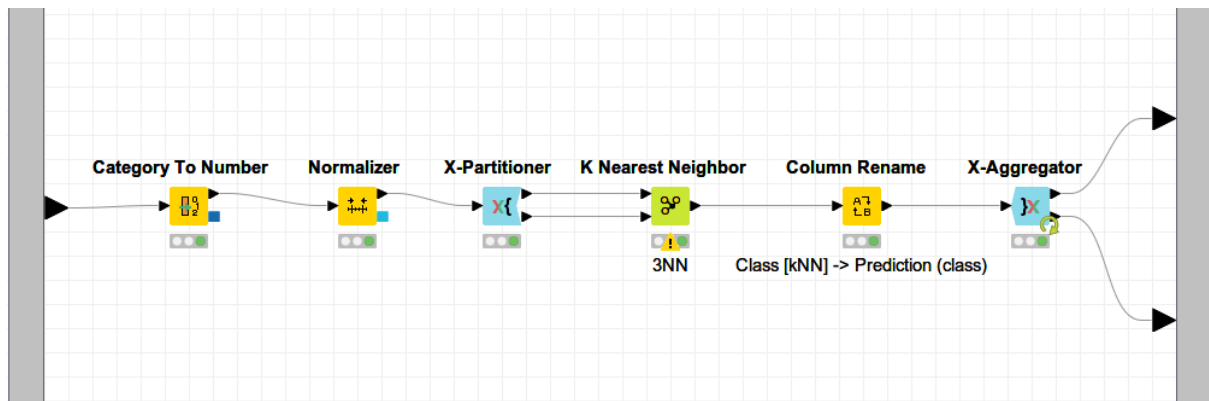 Category To Number
Normalizer
X-Partitioner
K Nearest Neighbor
Column Rename
X-Aggregator
3NN
Class [kNN] -> Prediction (class)